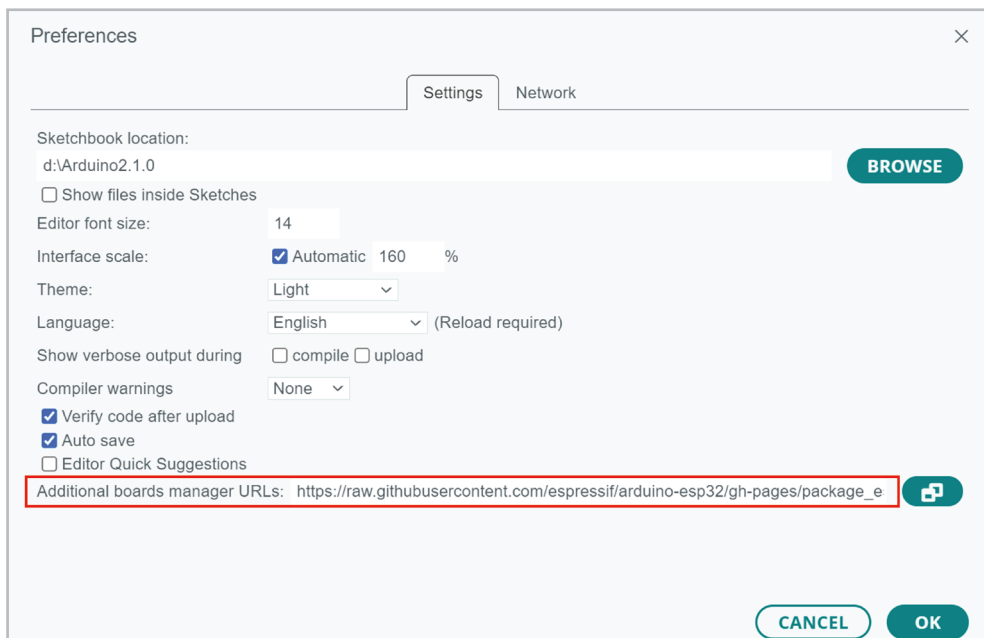 Preferences
Settings Network
Sketchbook location:
d:\Arduino2.1.0
BROWSE
Show files inside Sketches
Editor font size: 14
Interface scale: Automatic 160 %
Theme: Light
Language: English (Reload required)
Show verbose output during compile upload
Compiler warnings None
Verify code after upload
Auto save
Editor Quick Suggestions
Additional boards manager URLs: https://raw.githubusercontent.com/espressif/arduino-esp32/gh-pages/package_e
CANCEL OK